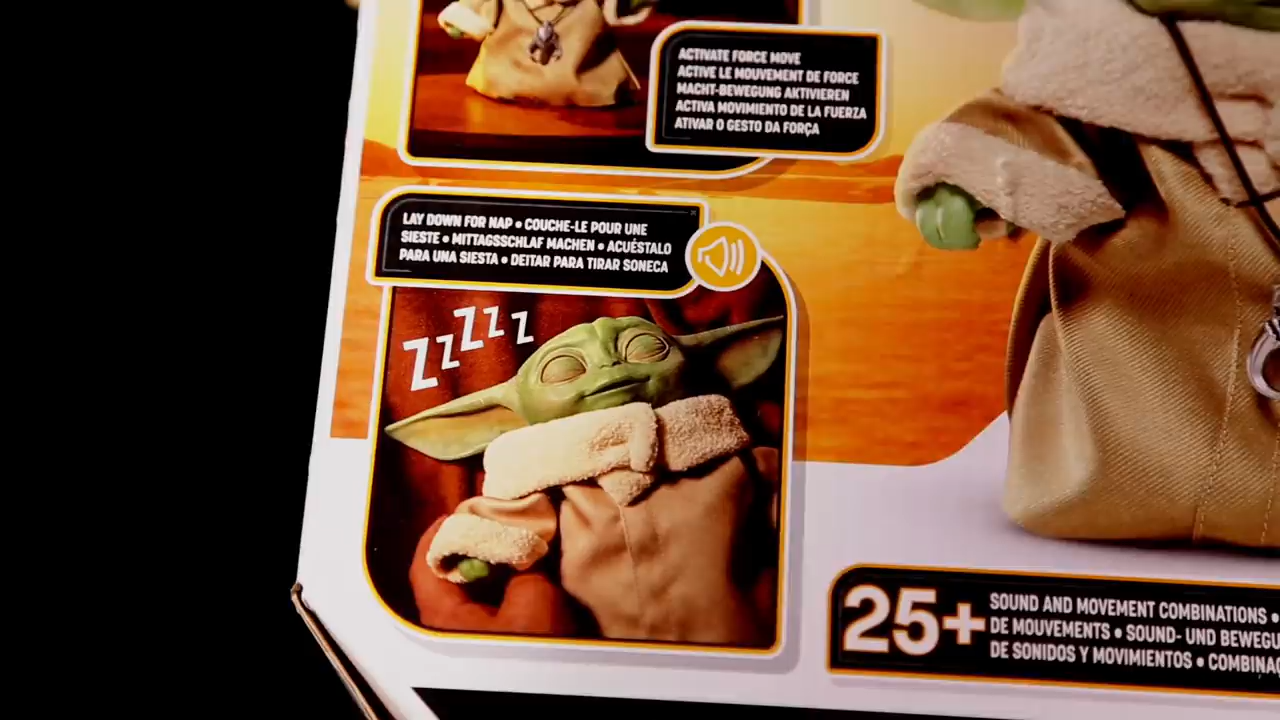 ACTIVATE FORCE MOVE
ACTIVE LE MOUVEMENT DE FORCE
MACHT-BEWEGUNG AKTIVIEREN
ACTIVA MOVIMIENTO DE LA FUERZA
ATIVAR O GESTO DA FORÇA
LAY DOWN FOR NAP • COUCHE-LE POUR UNE
SIESTE • MITTAGSSCHLAF MACHEN • ACUÉSTALO
PARA UNA SIESTA • DEITAR PARA TIRAR SONECA
ZZZZZ
25+
SOUND AND MOVEMENT COMBINATIONS •
DE MOUVEMENTS • SOUND- UND BEWEGU
DE SONIDOS Y MOVIMIENTOS • COMBINAÇ